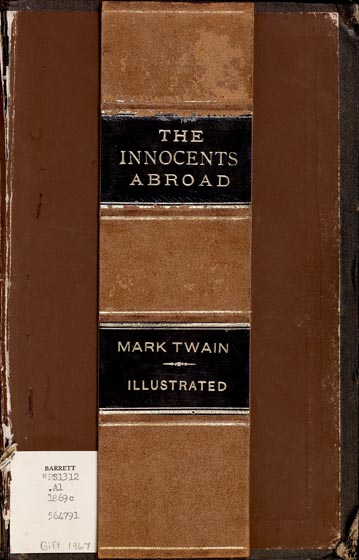 THE
INNOCENTS
ABROAD
MARK TWAIN
ILLUSTRATED
BARRETT
*PS1312
.A1
1869c
564791
Gift 1967